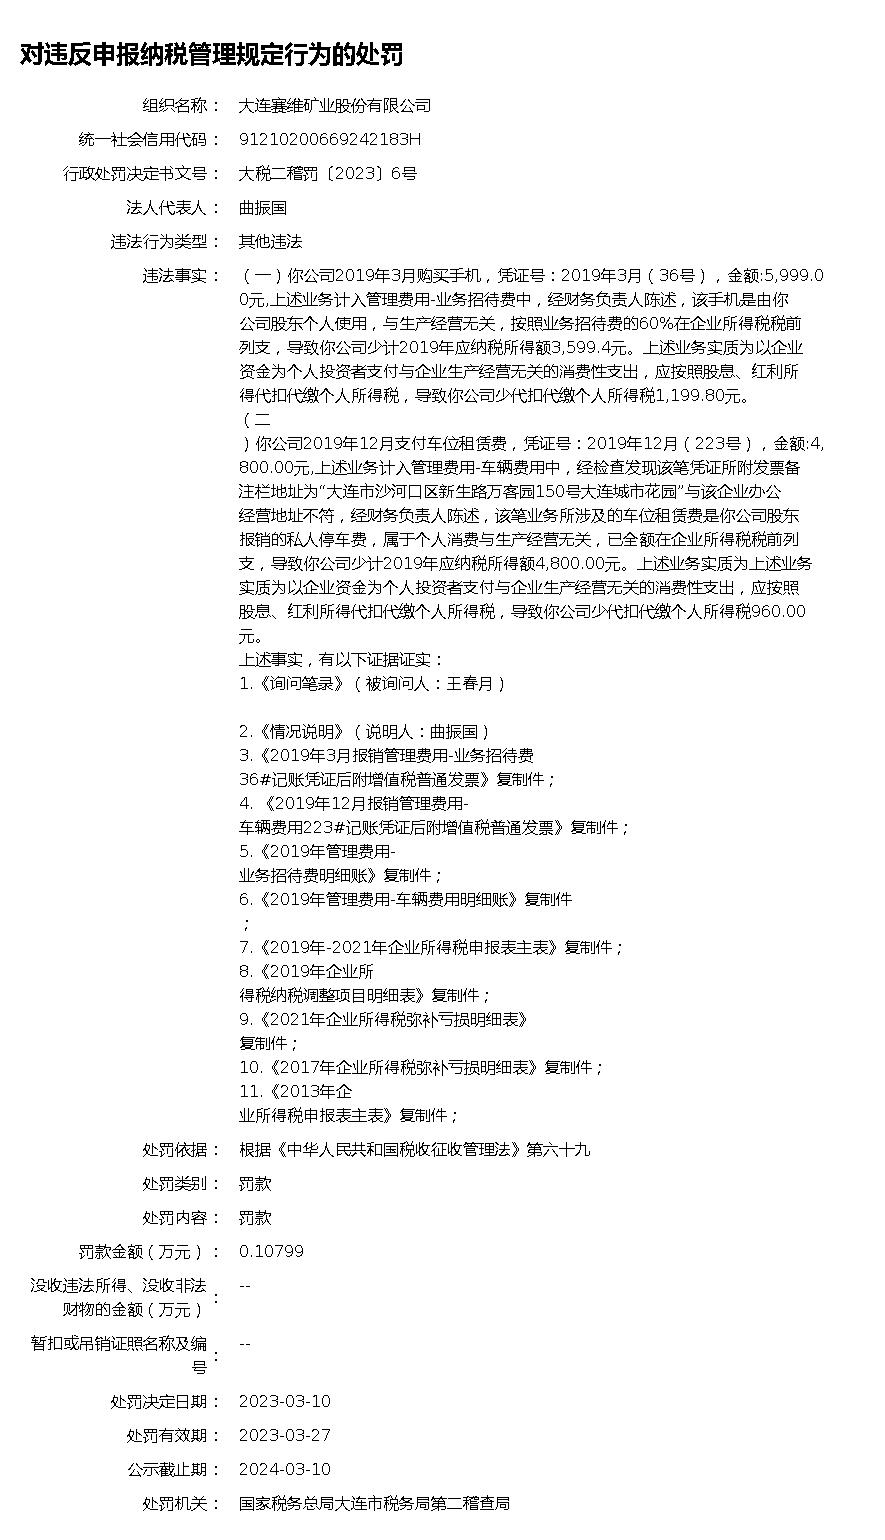 对违反申报纳税管理规定行为的处罚
组织名称： 大连赛维矿业股份有限公司
统一社会信用代码： 91210200669242183H
行政处罚决定书文号： 大税二稽罚〔2023〕6号
法人代表人： 曲振国
违法行为类型： 其他违法
违法事实： （一）你公司2019年3月购买手机，凭证号：2019年3月（36号），金额:5,999.0
0元,上述业务计入管理费用-业务招待费中，经财务负责人陈述，该手机是由你
公司股东个人使用，与生产经营无关，按照业务招待费的60%在企业所得税税前
列支，导致你公司少计2019年应纳税所得额3,599.4元。上述业务实质为以企业
资金为个人投资者支付与企业生产经营无关的消费性支出，应按照股息、红利所
得代扣代缴个人所得税，导致你公司少代扣代缴个人所得税1,199.80元。
（二
）你公司2019年12月支付车位租赁费，凭证号：2019年12月（223号），金额:4,
800.00元,上述业务计入管理费用-车辆费用中，经检查发现该笔凭证所附发票备
注栏地址为“大连市沙河口区新生路万客园150号大连城市花园”与该企业办公
经营地址不符，经财务负责人陈述，该笔业务所涉及的车位租赁费是你公司股东
报销的私人停车费，属于个人消费与生产经营无关，已全额在企业所得税税前列
支，导致你公司少计2019年应纳税所得额4,800.00元。上述业务实质为上述业务
实质为以企业资金为个人投资者支付与企业生产经营无关的消费性支出，应按照
股息、红利所得代扣代缴个人所得税，导致你公司少代扣代缴个人所得税960.00
元。
上述事实，有以下证据证实：
1.《询问笔录》（被询问人：王春月）
2.《情况说明》（说明人：曲振国）
3.《2019年3月报销管理费用-业务招待费
36#记账凭证后附增值税普通发票》复制件；
4. 《2019年12月报销管理费用-
车辆费用223#记账凭证后附增值税普通发票》复制件；
5.《2019年管理费用-
业务招待费明细账》复制件；
6.《2019年管理费用-车辆费用明细账》复制件
；
7.《2019年-2021年企业所得税申报表主表》复制件；
8.《2019年企业所
得税纳税调整项目明细表》复制件；
9.《2021年企业所得税弥补亏损明细表》
复制件；
10.《2017年企业所得税弥补亏损明细表》复制件；
11.《2013年企
业所得税申报表主表》复制件；
处罚依据： 根据《中华人民共和国税收征收管理法》第六十九
处罚类别： 罚款
处罚内容： 罚款
罚款金额（万元）： 0.10799
没收违法所得、没收非法
财物的金额（万元）： --
暂扣或吊销证照名称及编
号： --
处罚决定日期： 2023-03-10
处罚有效期： 2023-03-27
公示截止期： 2024-03-10
处罚机关： 国家税务总局大连市税务局第二稽查局